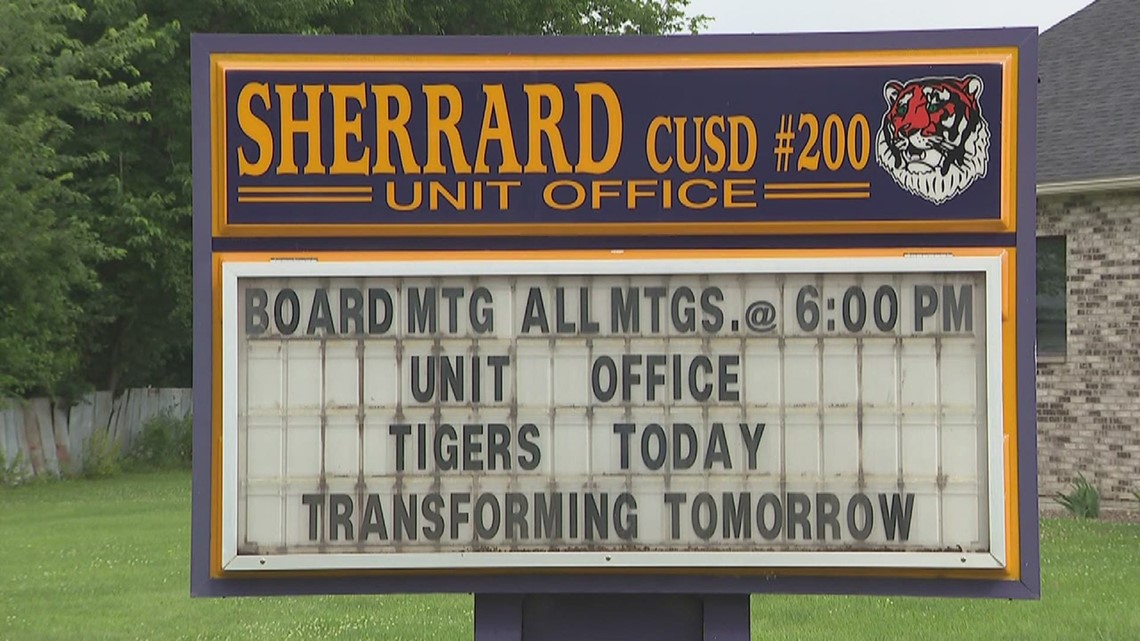 SHERRARD CUSD #200
UNIT OFFICE
BOARD MTG ALL MTGS.@ 6:00 PM
UNIT OFFICE
TIGERS TODAY
TRANSFORMING TOMORROW